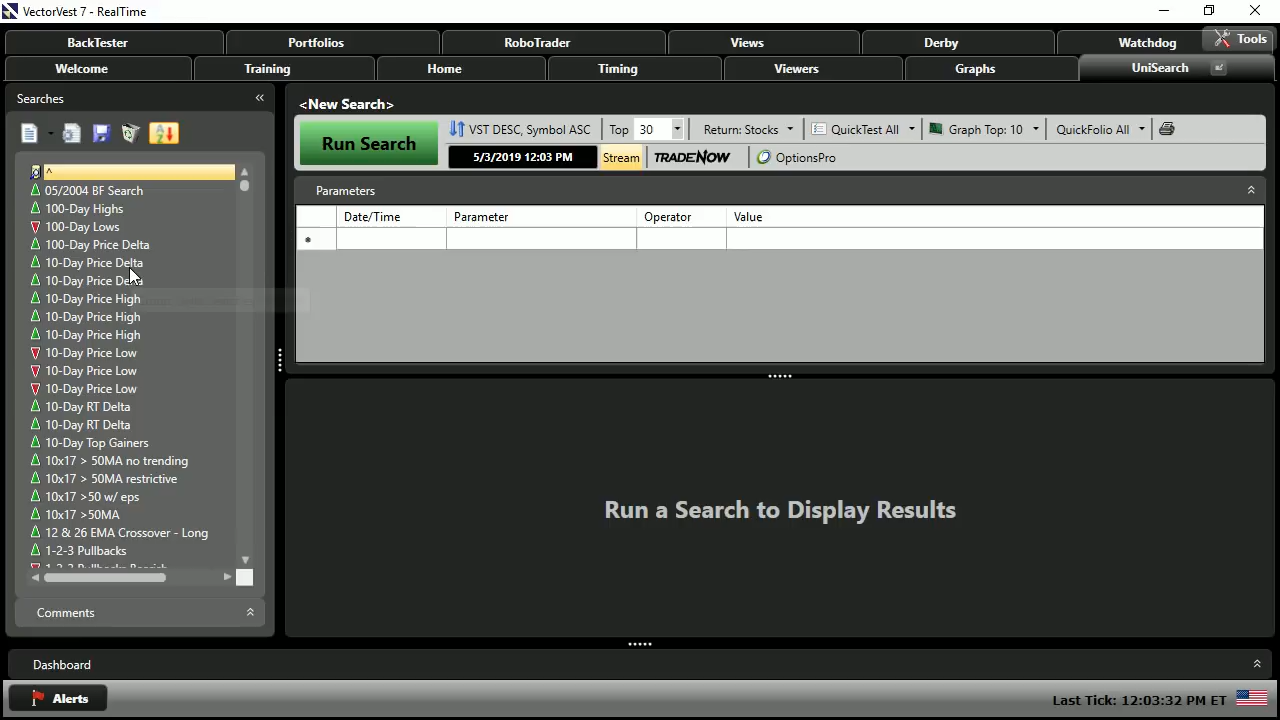 VectorVest 7 - RealTime
BackTester Portfolios RoboTrader Views Derby Watchdog Tools
Welcome Training Home Timing Viewers Graphs UniSearch
Searches
^
05/2004 BF Search
100-Day Highs
100-Day Lows
100-Day Price Delta
10-Day Price Delta
10-Day Price Delta
10-Day Price High
10-Day Price High
10-Day Price High
10-Day Price Low
10-Day Price Low
10-Day Price Low
10-Day RT Delta
10-Day RT Delta
10-Day Top Gainers
10x17 > 50MA no trending
10x17 > 50MA restrictive
10x17 >50 w/ eps
10x17 >50MA
12 & 26 EMA Crossover - Long
1-2-3 Pullbacks
1-2-3 Pullbacks Bearish
Comments
<New Search>
Run Search
VST DESC, Symbol ASC Top 30 Return: Stocks QuickTest All Graph Top: 10 QuickFolio All
5/3/2019 12:03 PM Stream TRADENOW OptionsPro
Parameters
Date/Time Parameter Operator Value
Run a Search to Display Results
Dashboard
Alerts
Last Tick: 12:03:32 PM ET